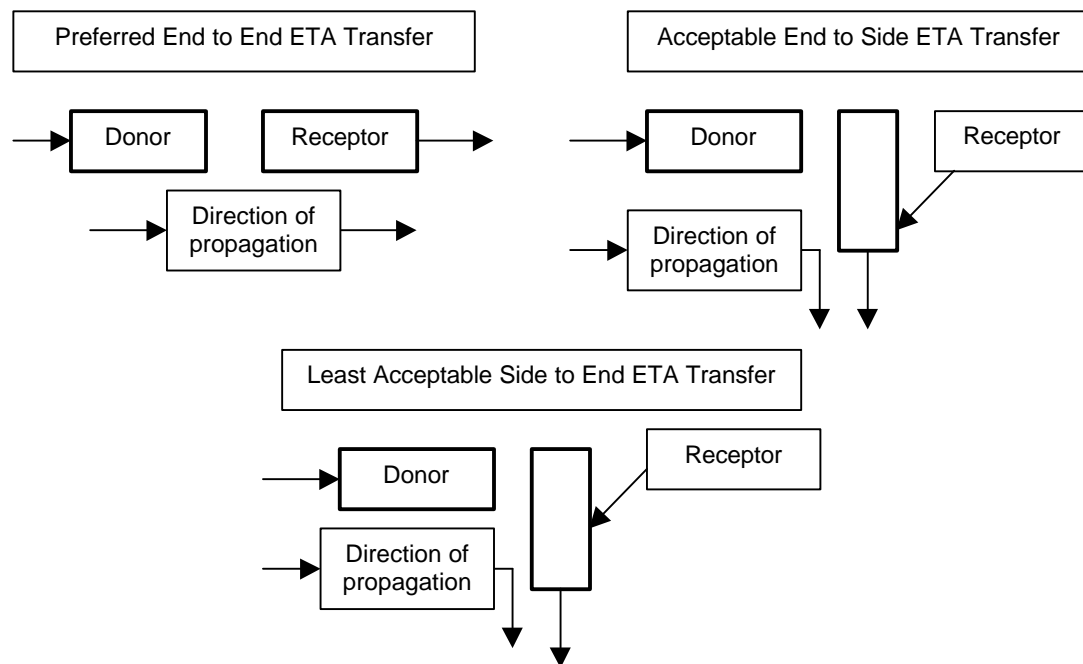 Preferred End to End ETA Transfer
Acceptable End to Side ETA Transfer
Donor
Receptor
Direction of
propagation
Donor
Receptor
Direction of
propagation
Least Acceptable Side to End ETA Transfer
Donor
Receptor
Direction of
propagation